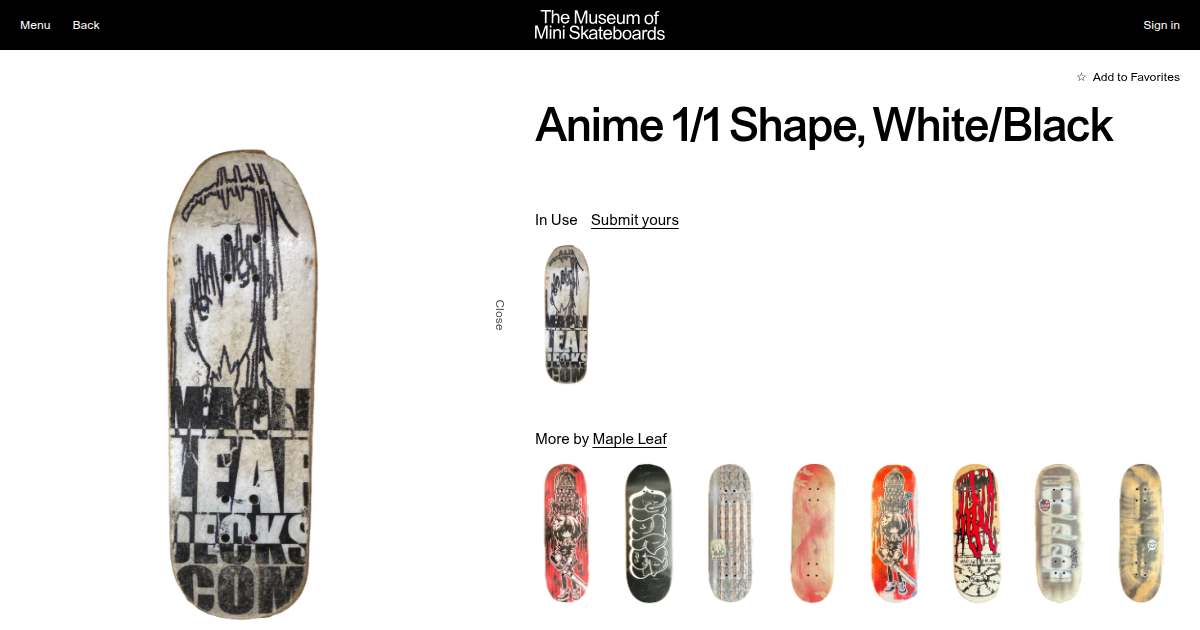 Menu
Back
The Museum of
Mini Skateboards
Sign in
☆ Add to Favorites
Anime 1/1 Shape, White/Black
In Use
Submit yours
Close
More by Maple Leaf
MAPL
LEAF
DECKS
COM